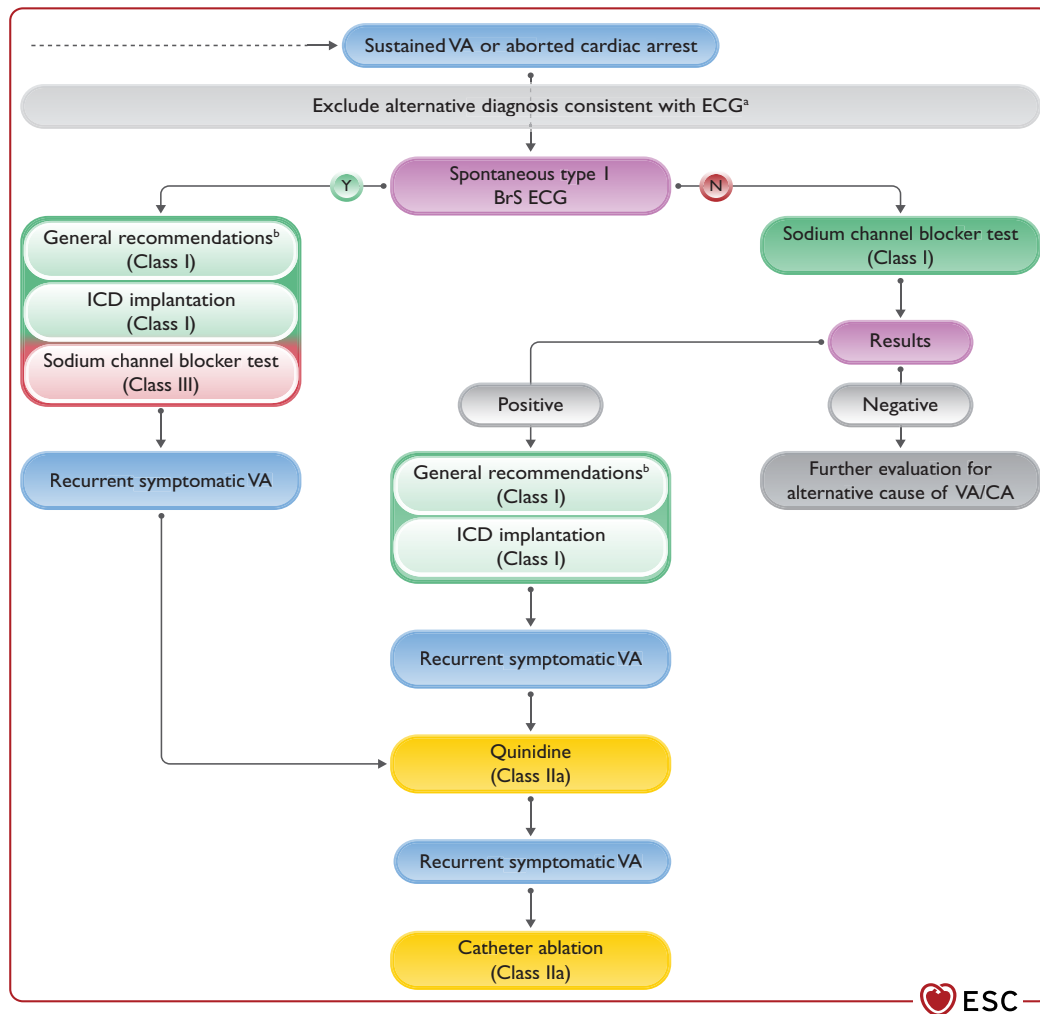 Sustained VA or aborted cardiac arrest
Exclude alternative diagnosis consistent with ECGᵃ
Spontaneous type 1
BrS ECG
Y
N
General recommendationsᵇ
(Class I)
ICD implantation
(Class I)
Sodium channel blocker test
(Class III)
Sodium channel blocker test
(Class I)
Results
Positive
Negative
Recurrent symptomatic VA
General recommendationsᵇ
(Class I)
ICD implantation
(Class I)
Further evaluation for
alternative cause of VA/CA
Recurrent symptomatic VA
Quinidine
(Class IIa)
Recurrent symptomatic VA
Catheter ablation
(Class IIa)
ESC